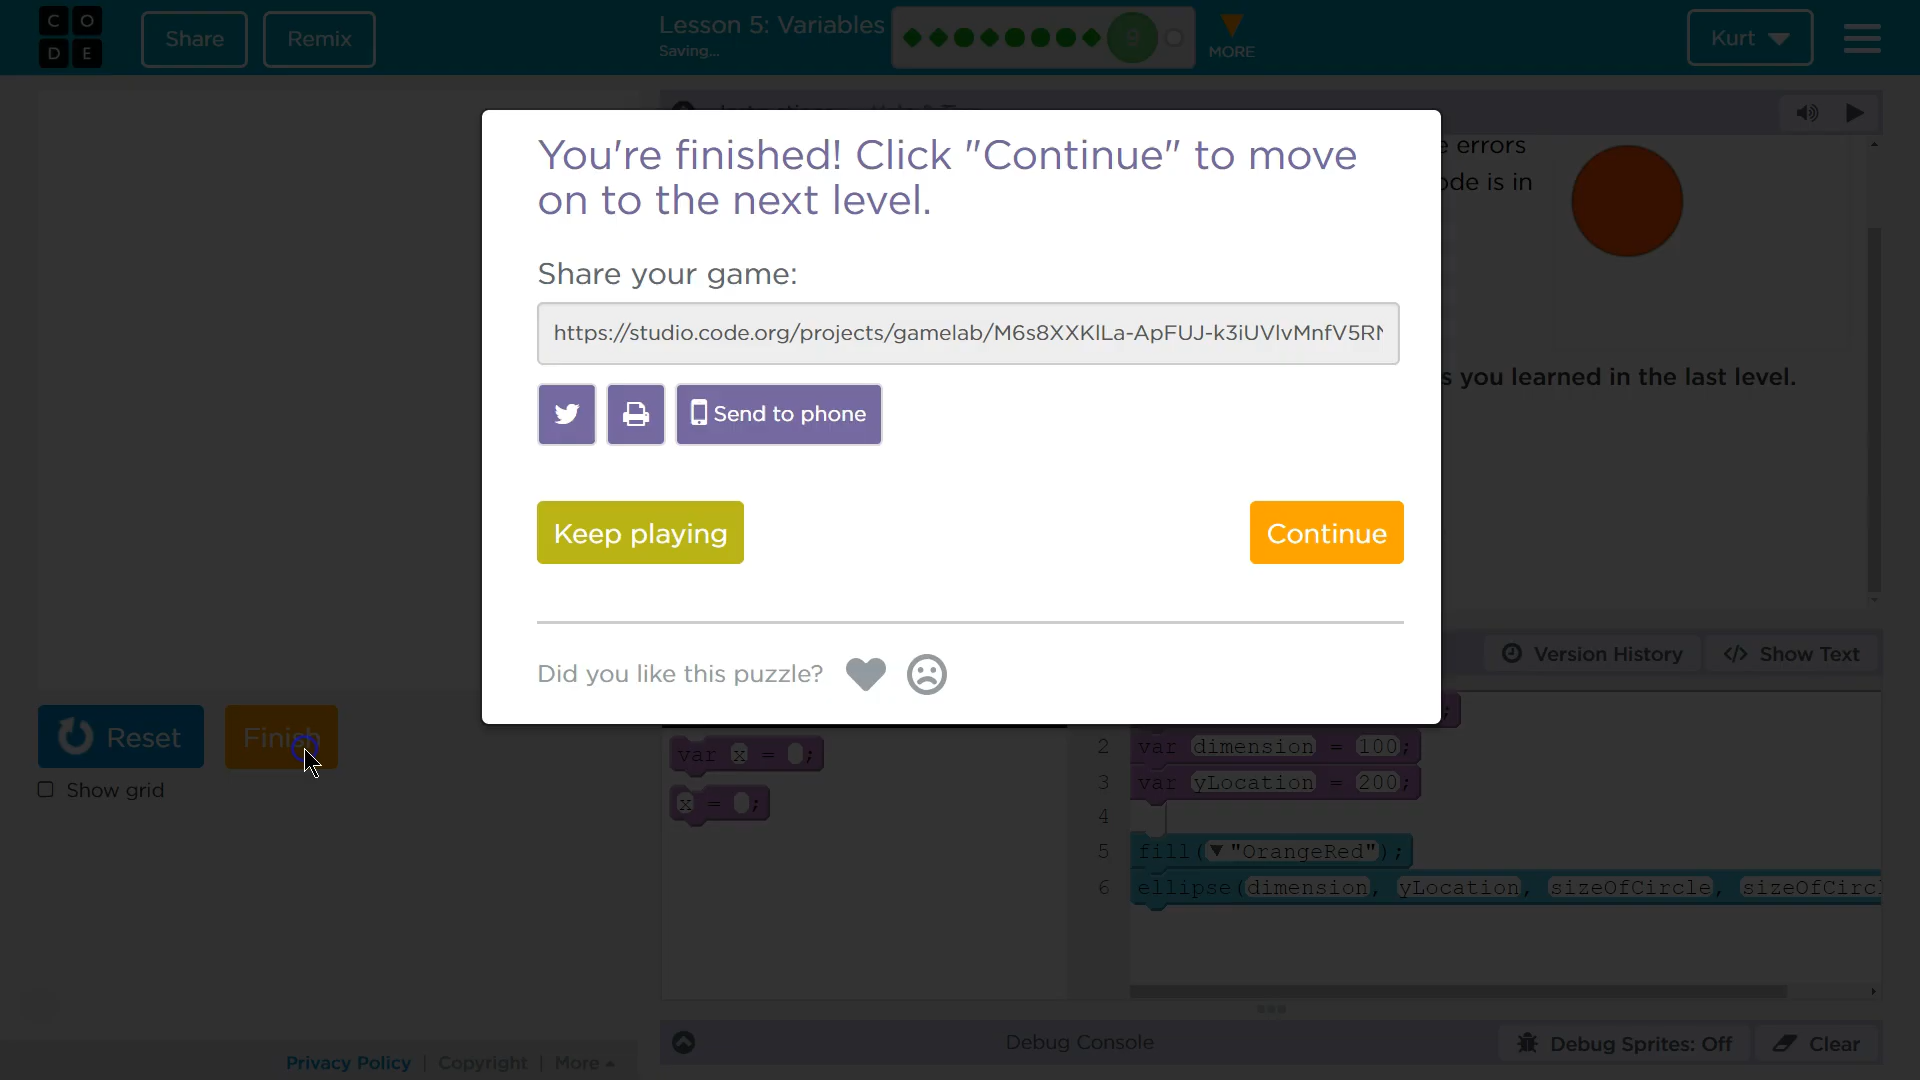 C O
D E
Share
Remix
Lesson 5: Variables
Saving...
9
MORE
Kurt
e errors
ode is in
You're finished! Click "Continue" to move
on to the next level.
Share your game:
https://studio.code.org/projects/gamelab/M6s8XXKlLa-ApFUJ-k3iUVlvMnfV5RN
s you learned in the last level.
Send to phone
Keep playing
Continue
Did you like this puzzle?
Version History
</> Show Text
Reset
Finish
Show grid
var x = ;
x = ;
;
2 var dimension = 100;
3 var yLocation = 200;
4
5 fill("OrangeRed");
6 ellipse(dimension, yLocation, sizeOfCircle, sizeOfCircl
Debug Console
Debug Sprites: Off
Clear
Privacy Policy | Copyright | More